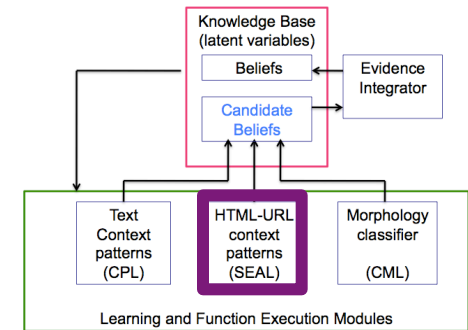 Knowledge Base
(latent variables)
Beliefs
Evidence
Integrator
Candidate
Beliefs
Text
Context
patterns
(CPL)
HTML-URL
context
patterns
(SEAL)
Morphology
classifier
(CML)
Learning and Function Execution Modules